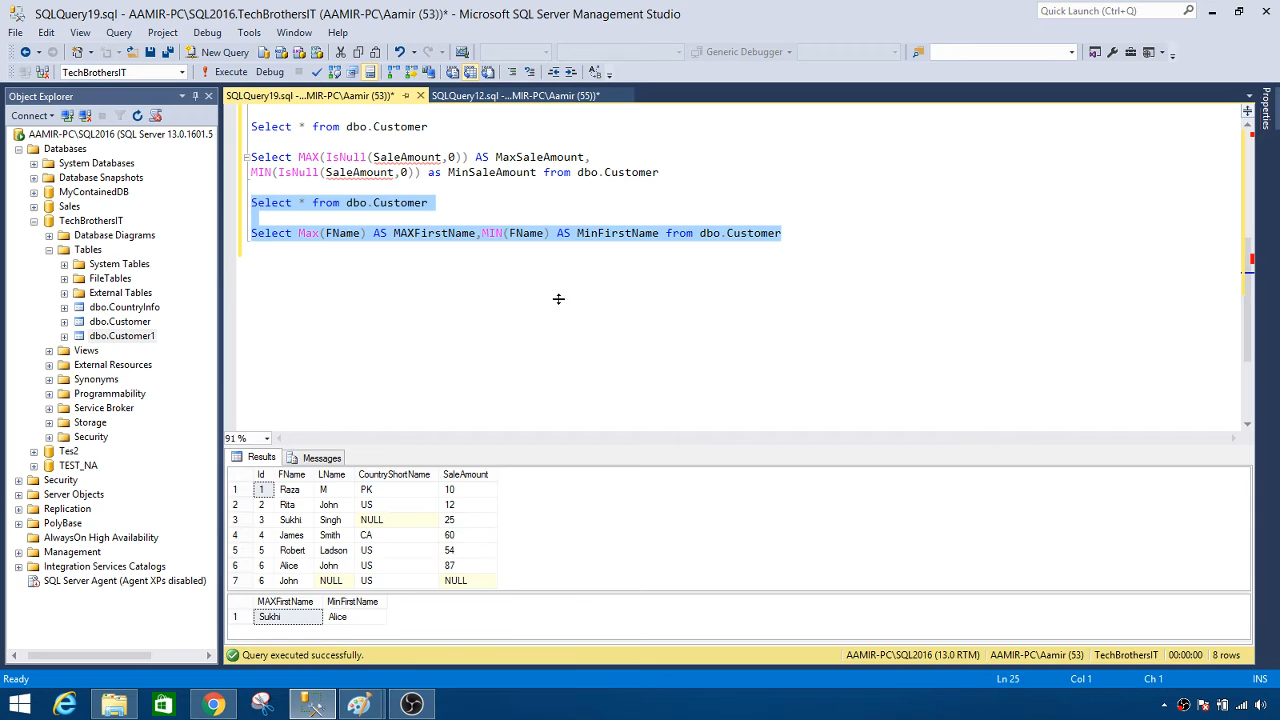 SQLQuery19.sql - AAMIR-PC\SQL2016.TechBrothersIT (AAMIR-PC\Aamir (53))* - Microsoft SQL Server Management Studio
Quick Launch (Ctrl+Q)
File Edit View Query Project Debug Tools Window Help
New Query
Generic Debugger
TechBrothersIT
Execute Debug
Object Explorer
SQLQuery19.sql -...MIR-PC\Aamir (53))*
SQLQuery12.sql -...MIR-PC\Aamir (55))*
Properties
Connect
AAMIR-PC\SQL2016 (SQL Server 13.0.1601.5
Databases
System Databases
Database Snapshots
MyContainedDB
Sales
TechBrothersIT
Database Diagrams
Tables
System Tables
FileTables
External Tables
dbo.CountryInfo
dbo.Customer
dbo.Customer1
Views
External Resources
Synonyms
Programmability
Service Broker
Storage
Security
Tes2
TEST_NA
Security
Server Objects
Replication
PolyBase
AlwaysOn High Availability
Management
Integration Services Catalogs
SQL Server Agent (Agent XPs disabled)
Select * from dbo.Customer
Select MAX(IsNull(SaleAmount,0)) AS MaxSaleAmount,
MIN(IsNull(SaleAmount,0)) as MinSaleAmount from dbo.Customer
Select * from dbo.Customer
Select Max(FName) AS MAXFirstName,MIN(FName) AS MinFirstName from dbo.Customer
91 %
Results Messages
Id FName LName CountryShortName SaleAmount
1 1 Raza M PK 10
2 2 Rita John US 12
3 3 Sukhi Singh NULL 25
4 4 James Smith CA 60
5 5 Robert Ladson US 54
6 6 Alice John US 87
7 6 John NULL US NULL
MAXFirstName MinFirstName
1 Sukhi Alice
Query executed successfully.
AAMIR-PC\SQL2016 (13.0 RTM) AAMIR-PC\Aamir (53) TechBrothersIT 00:00:00 8 rows
Ready
Ln 25 Col 1 Ch 1 INS